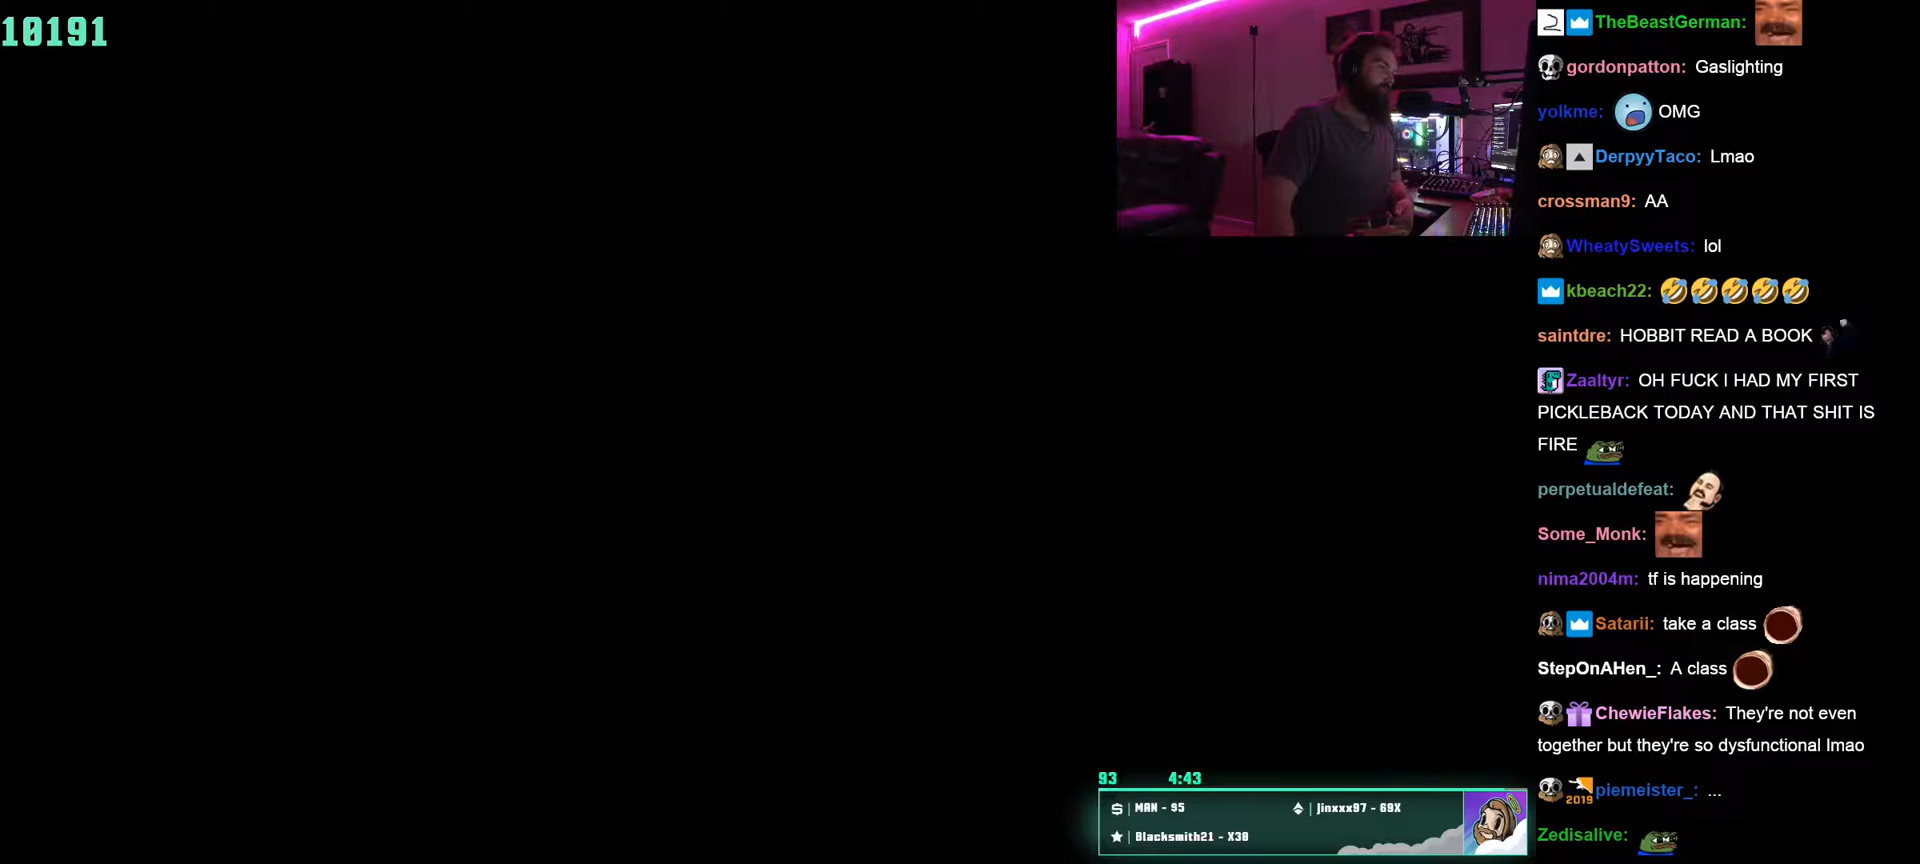 10191
TheBeastGerman:
gordonpatton: Gaslighting
yolkme: OMG
DerpyyTaco: Lmao
crossman9: AA
WheatySweets: lol
kbeach22: 🤣🤣🤣🤣🤣
saintdre: HOBBIT READ A BOOK
Zaaltyr: OH FUCK I HAD MY FIRST
PICKLEBACK TODAY AND THAT SHIT IS
FIRE
perpetualdefeat:
Some_Monk:
nima2004m: tf is happening
Satarii: take a class
StepOnAHen_: A class
ChewieFlakes: They're not even
together but they're so dysfunctional lmao
2019 piemeister_: ...
Zedisalive:
93 4:43
$ | MAN - 95
Jinxxx97 - 69X
Blacksmith21 - X38